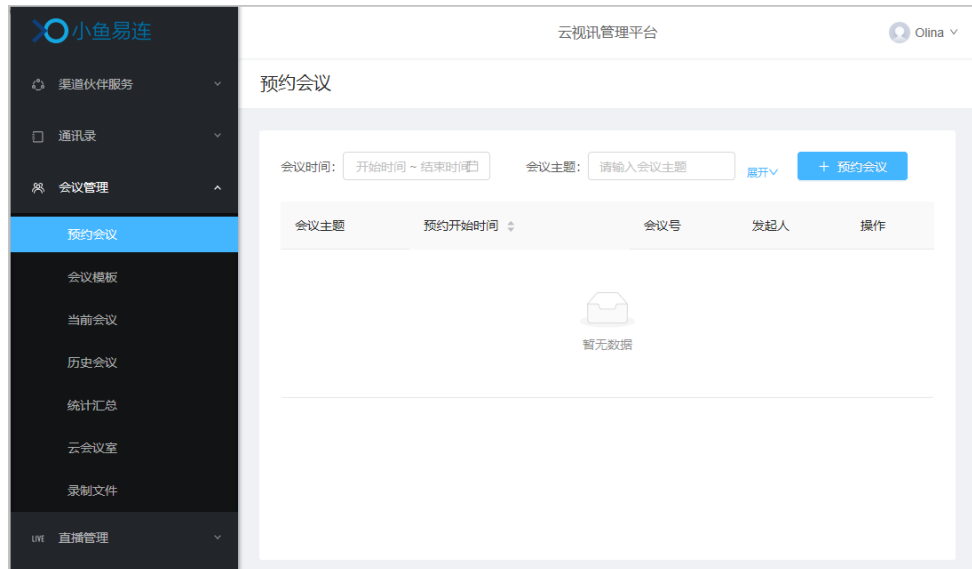 小鱼易连
云视讯管理平台
Olina
渠道伙伴服务
通讯录
会议管理
预约会议
会议模板
当前会议
历史会议
统计汇总
云会议室
录制文件
LIVE 直播管理
预约会议
会议时间: 开始时间 ~ 结束时间 会议主题: 请输入会议主题 展开 + 预约会议
会议主题 预约开始时间 会议号 发起人 操作
暂无数据